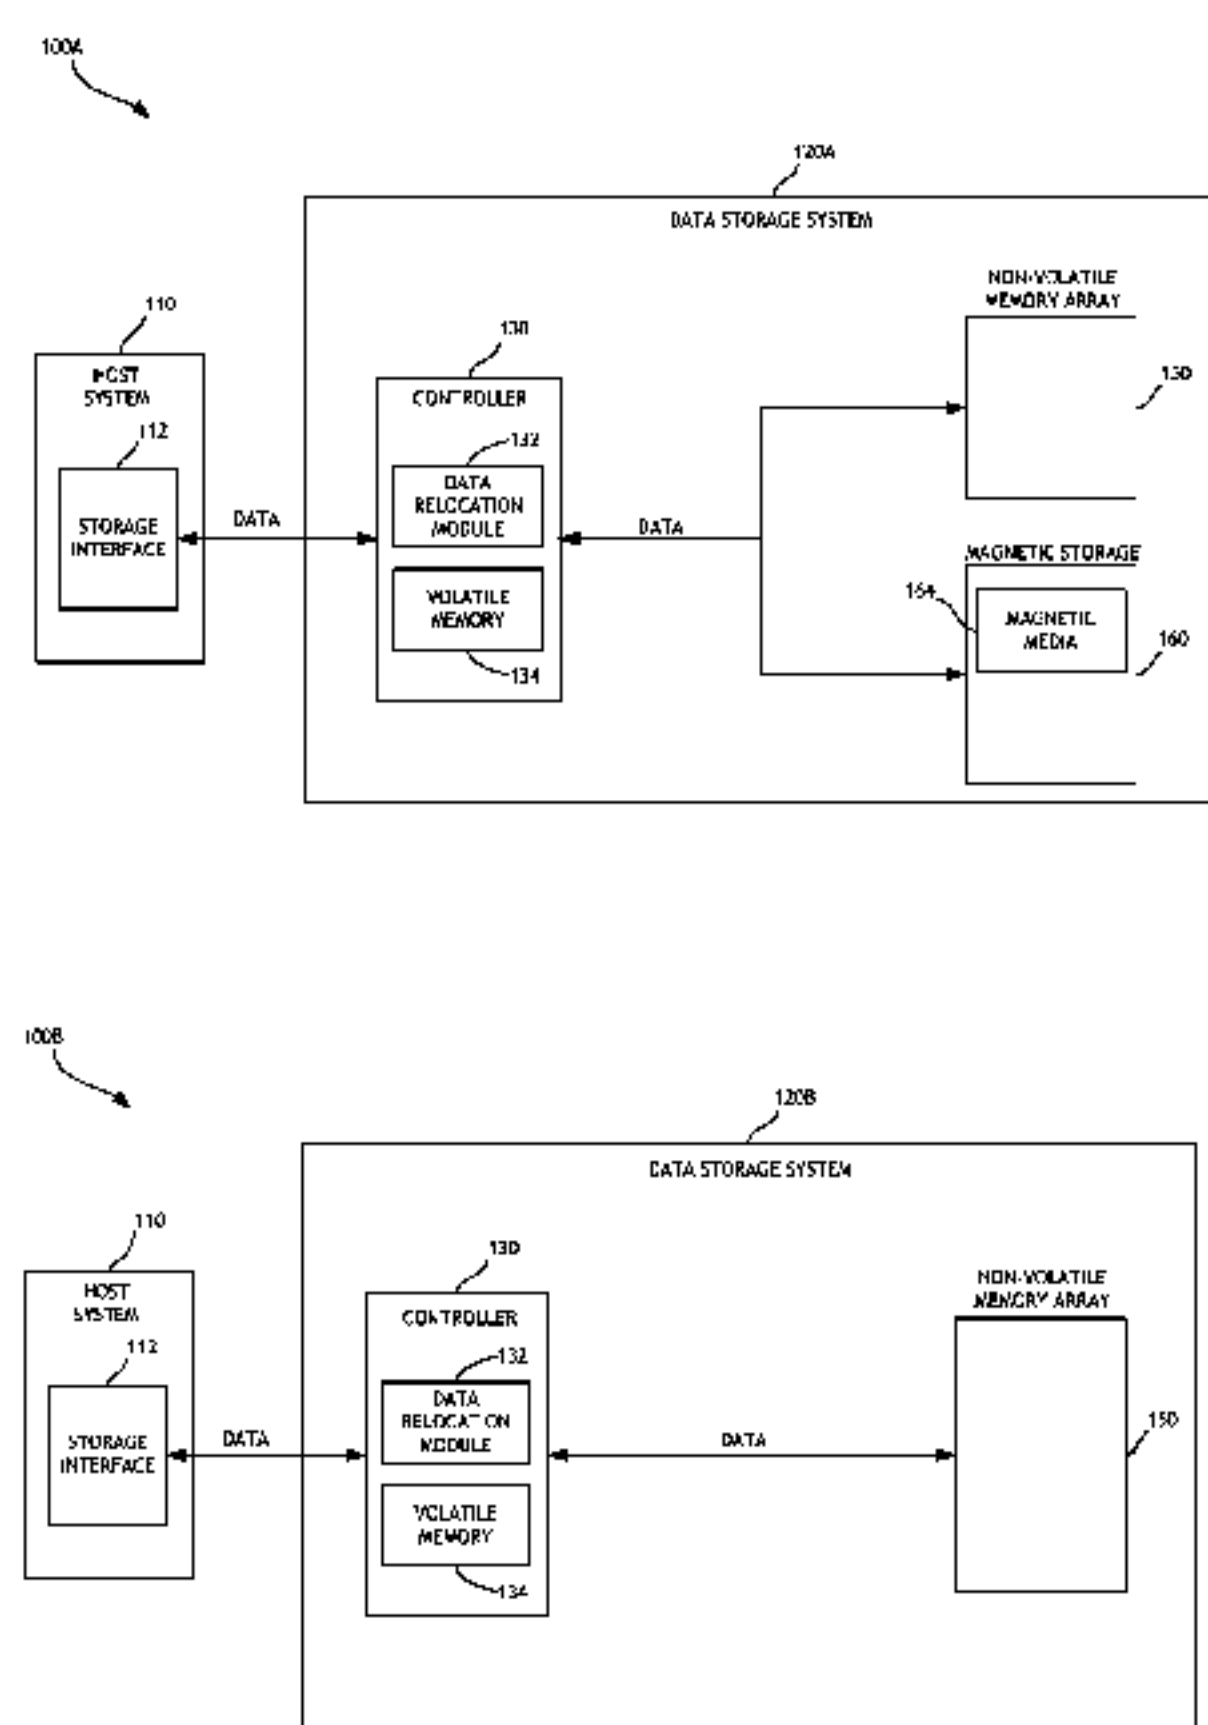 100A
120A
DATA STORAGE SYSTEM
NON-VOLATILE
MEMORY ARRAY
110
130
HOST
SYSTEM
CONTROLLER
150
112
132
DATA
RELOCATION
MODULE
STORAGE
INTERFACE
DATA
DATA
MAGNETIC STORAGE
164
VOLATILE
MEMORY
MAGNETIC
MEDIA
160
134
100B
120B
DATA STORAGE SYSTEM
110
130
NON-VOLATILE
MEMORY ARRAY
HOST
SYSTEM
CONTROLLER
112
132
DATA
RELOCATION
MODULE
150
STORAGE
INTERFACE
DATA
DATA
VOLATILE
MEMORY
134